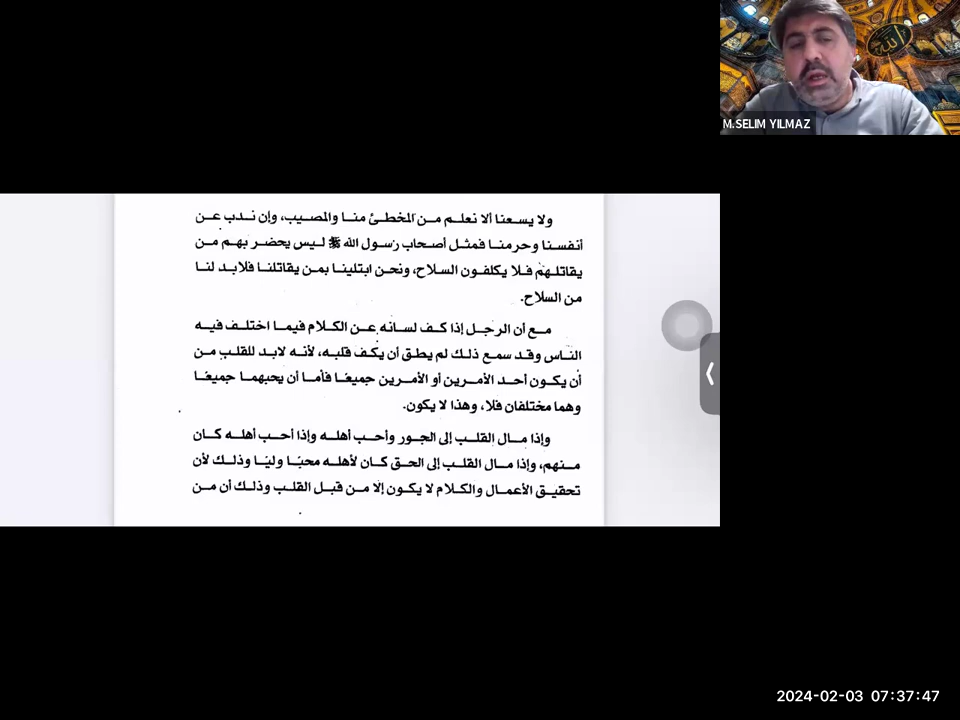 M.SELIM YILMAZ
ولا يسعنا ألا نعلم من المخطئ منا والمصيب، وإن ندب عن
أنفسنا وحرمنا فمثل أصحاب رسول الله ﷺ ليس يحضر بهم من
يقاتلهم فلا يكلفون السلاح، ونحن ابتلينا بمن يقاتلنا فلابد لنا
من السلاح.
مع أن الرجل إذا كف لسانه عن الكلام فيما اختلف فيه
الناس وقد سمع ذلك لم يطق أن يكف قلبه، لأنه لابد للقلب من
أن يكون أحد الأمرين أو الأمرين جميعًا فأما أن يحبهما جميعًا
وهما مختلفان فلا، وهذا لا يكون.
وإذا مال القلب إلى الجور وأحب أهله وإذا أحب أهله كان
منهم، وإذا مال القلب إلى الحق كان لأهله محبًا وليًا وذلك لأن
تحقيق الأعمال والكلام لا يكون إلا من قبل القلب وذلك أن من
2024-02-03 07:37:47